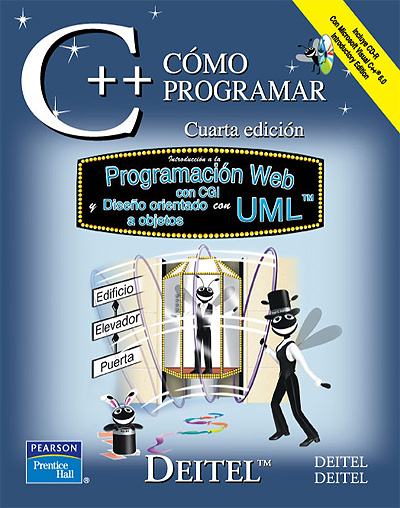 Incluye CD-R
Con Microsoft Visual C++® 6.0
Introductory Edition
C++ CÓMO
PROGRAMAR
Cuarta edición
Introducción a la
Programación Web
con CGI
y Diseño orientado con
a objetos
UML™
Edificio
Elevador
Puerta
PEARSON
Prentice
Hall ®
DEITEL™
DEITEL
DEITEL